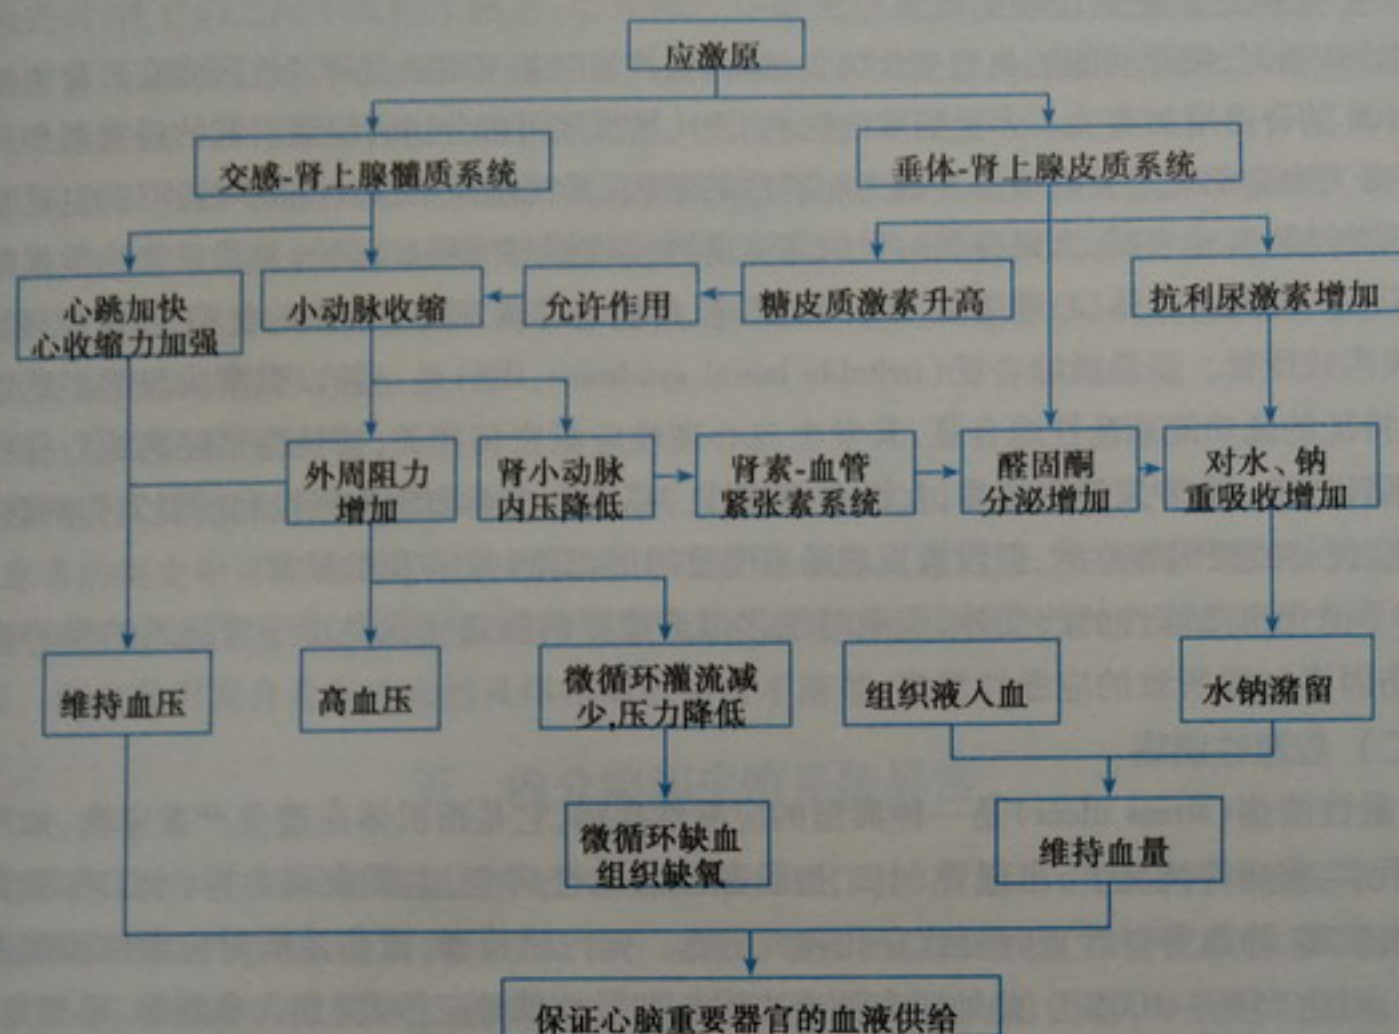 应激原
交感-肾上腺髓质系统
垂体-肾上腺皮质系统
心跳加快
心收缩力加强
小动脉收缩
允许作用
糖皮质激素升高
抗利尿激素增加
外周阻力
增加
肾小动脉
内压降低
肾素-血管
紧张素系统
醛固酮
分泌增加
对水、钠
重吸收增加
维持血压
高血压
微循环灌流减
少,压力降低
组织液入血
水钠潴留
微循环缺血
组织缺氧
维持血量
保证心脑重要器官的血液供给